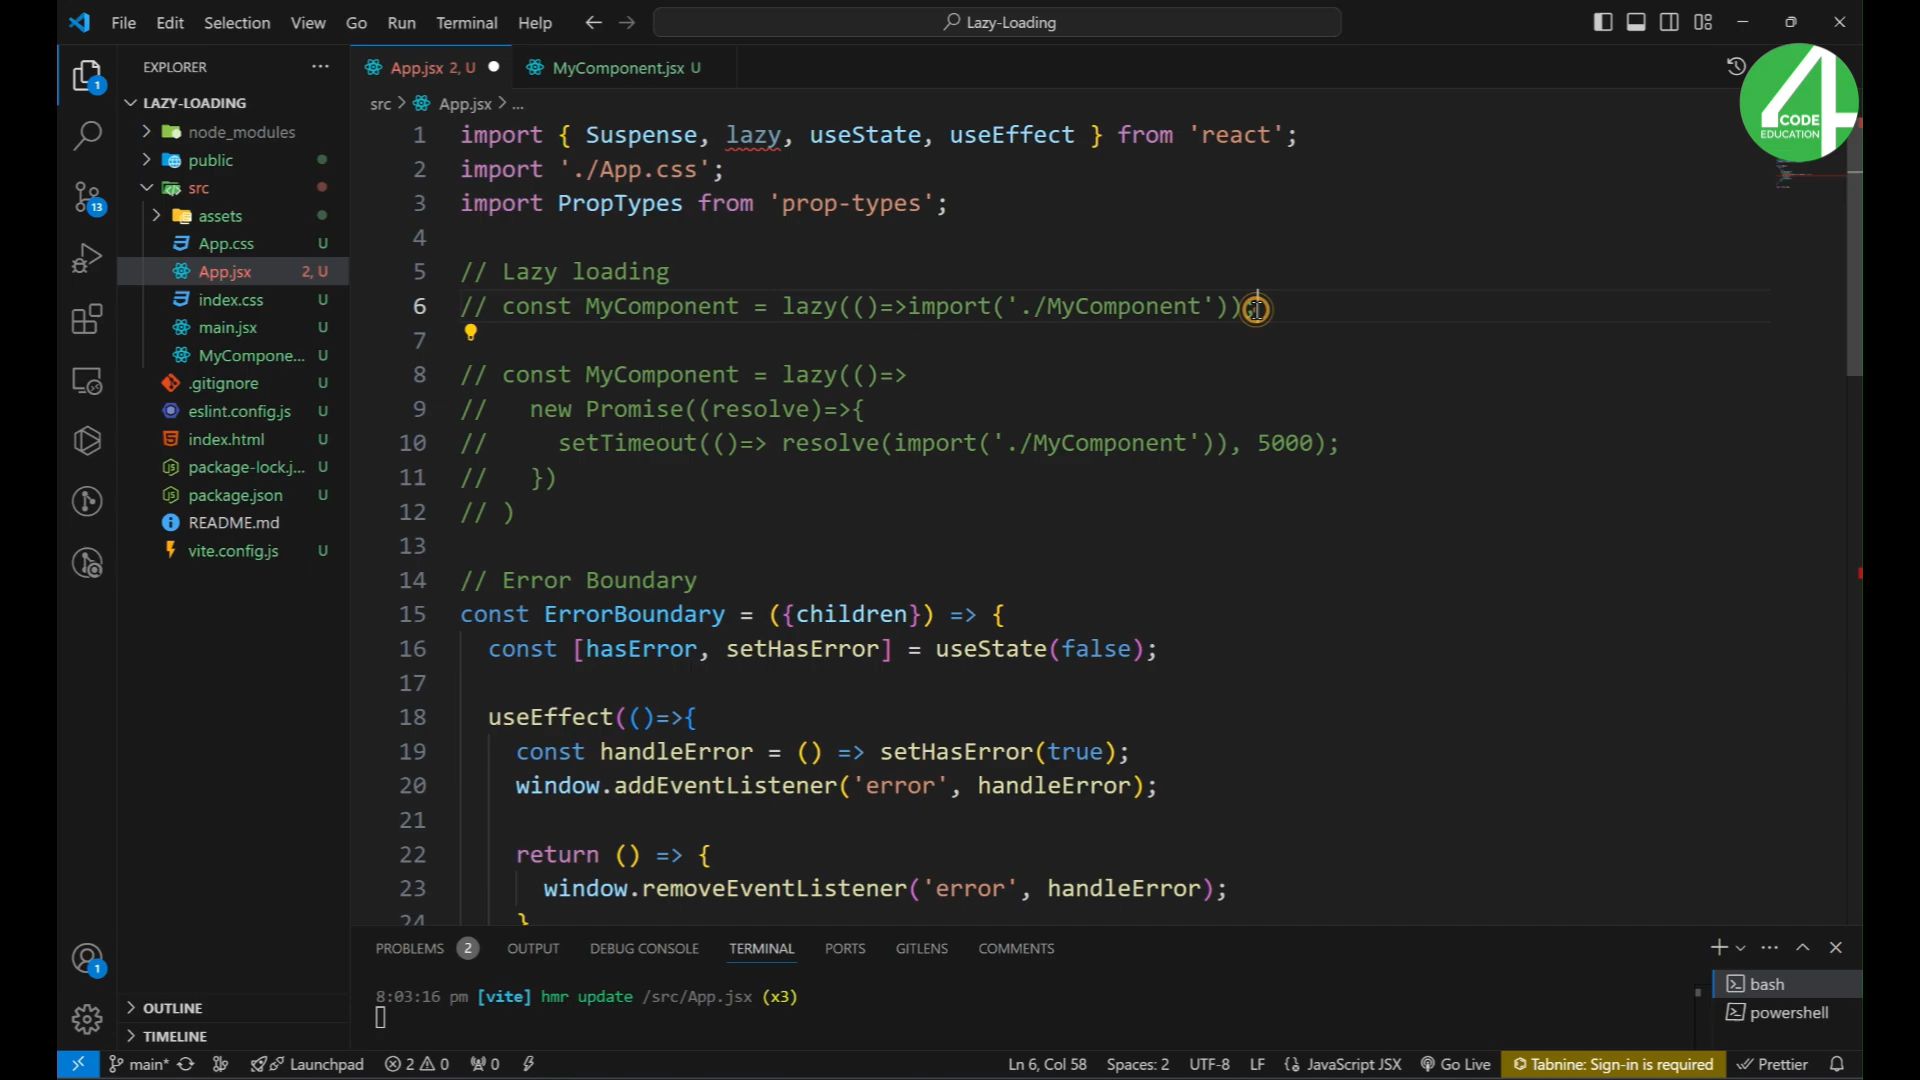 File Edit Selection View Go Run Terminal Help
Lazy-Loading
CODE
EDUCATION
EXPLORER
LAZY-LOADING
node_modules
public
src
assets
App.css U
App.jsx 2, U
index.css U
main.jsx U
MyCompone... U
.gitignore U
eslint.config.js U
index.html U
package-lock.j... U
package.json U
README.md
vite.config.js U
OUTLINE
TIMELINE
App.jsx 2, U
MyComponent.jsx U
src > App.jsx > ...
1 import { Suspense, lazy, useState, useEffect } from 'react';
2 import './App.css';
3 import PropTypes from 'prop-types';
4
5 // Lazy loading
6 // const MyComponent = lazy(()=>import('./MyComponent'));
7
8 // const MyComponent = lazy(()=>
9 //   new Promise((resolve)=>{
10 //     setTimeout(()=> resolve(import('./MyComponent')), 5000);
11 //   })
12 // )
13
14 // Error Boundary
15 const ErrorBoundary = ({children}) => {
16   const [hasError, setHasError] = useState(false);
17
18   useEffect(()=>{
19     const handleError = () => setHasError(true);
20     window.addEventListener('error', handleError);
21
22     return () => {
23       window.removeEventListener('error', handleError);
24     }
PROBLEMS 2 OUTPUT DEBUG CONSOLE TERMINAL PORTS GITLENS COMMENTS
8:03:16 pm [vite] hmr update /src/App.jsx (x3)
bash
powershell
1
13
1
main* Launchpad 2 0 0 Ln 6, Col 58 Spaces: 2 UTF-8 LF JavaScript JSX Go Live Tabnine: Sign-in is required Prettier